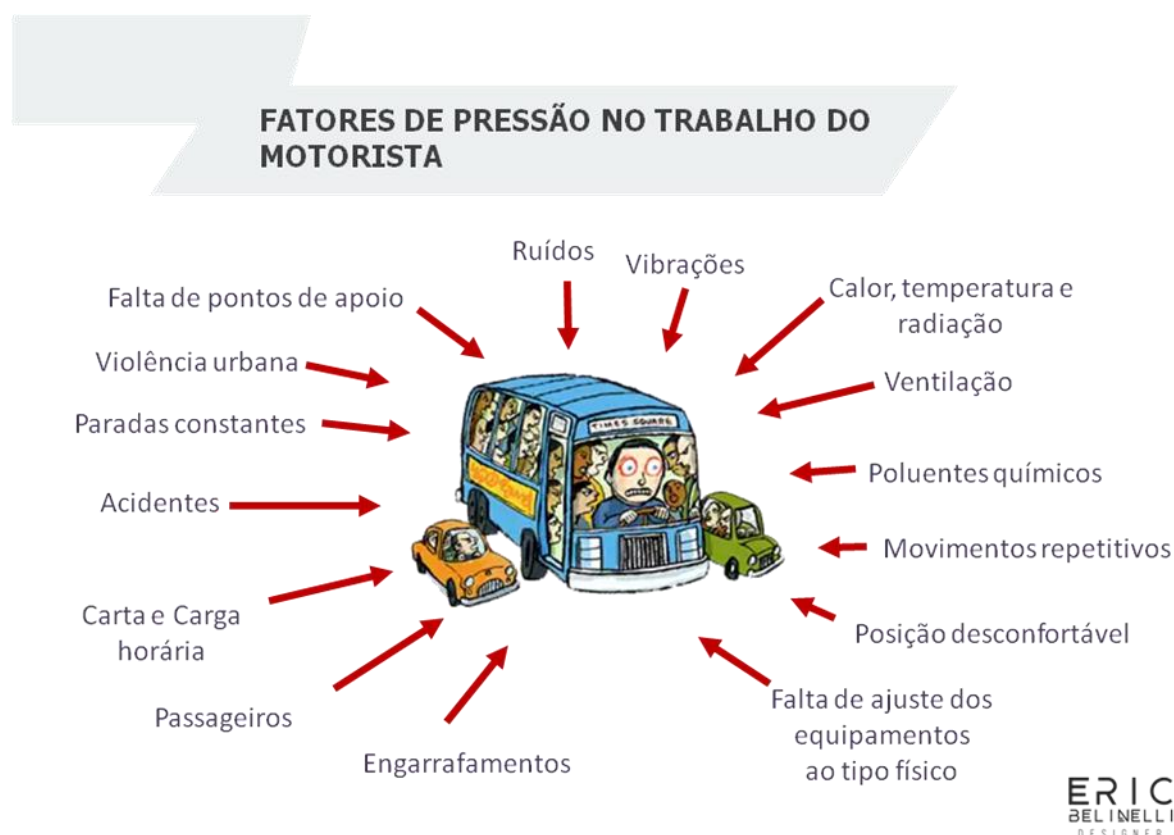 FATORES DE PRESSÃO NO TRABALHO DO
MOTORISTA
Ruídos
Vibrações
Calor, temperatura e
radiação
Ventilação
Poluentes químicos
Movimentos repetitivos
Posição desconfortável
Falta de ajuste dos
equipamentos
ao tipo físico
Engarrafamentos
Passageiros
Carta e Carga
horária
Acidentes
Paradas constantes
Violência urbana
Falta de pontos de apoio
TIMES SQUARE
ERIC
BELINELLI
DESIGNER